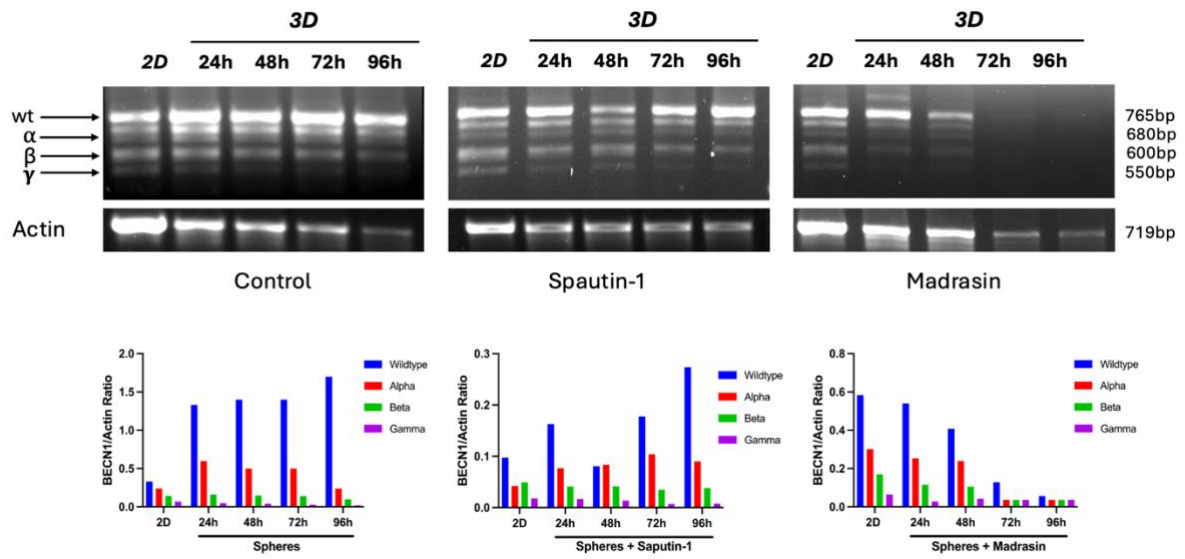 3D 3D 3D
2D 24h 48h 72h 96h 2D 24h 48h 72h 96h 2D 24h 48h 72h 96h
wt 765bp
α 680bp
β 600bp
γ 550bp
Actin 719bp
Control Spautin-1 Madrasin
BECN1/Actin Ratio
2.0
1.5
1.0
0.5
0.0
Wildtype
Alpha
Beta
Gamma
2D 24h 48h 72h 96h
Spheres
BECN1/Actin Ratio
0.3
0.2
0.1
0.0
Wildtype
Alpha
Beta
Gamma
2D 24h 48h 72h 96h
Spheres + Saputin-1
BECN1/Actin Ratio
0.8
0.6
0.4
0.2
0.0
Wildtype
Alpha
Beta
Gamma
2D 24h 48h 72h 96h
Spheres + Madrasin